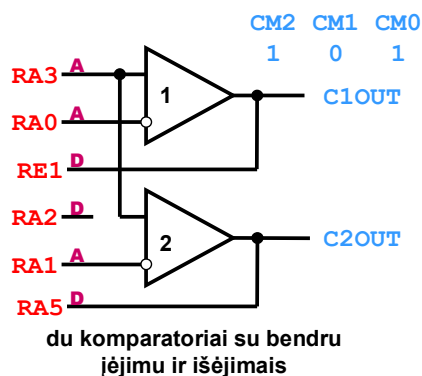 CM2 CM1 CM0
1 0 1
RA3 A
1
C1OUT
RA0 A
RE1 D
RA2 D
2
C2OUT
RA1 A
RA5 D
du komparatoriai su bendru
įėjimu ir išėjimais